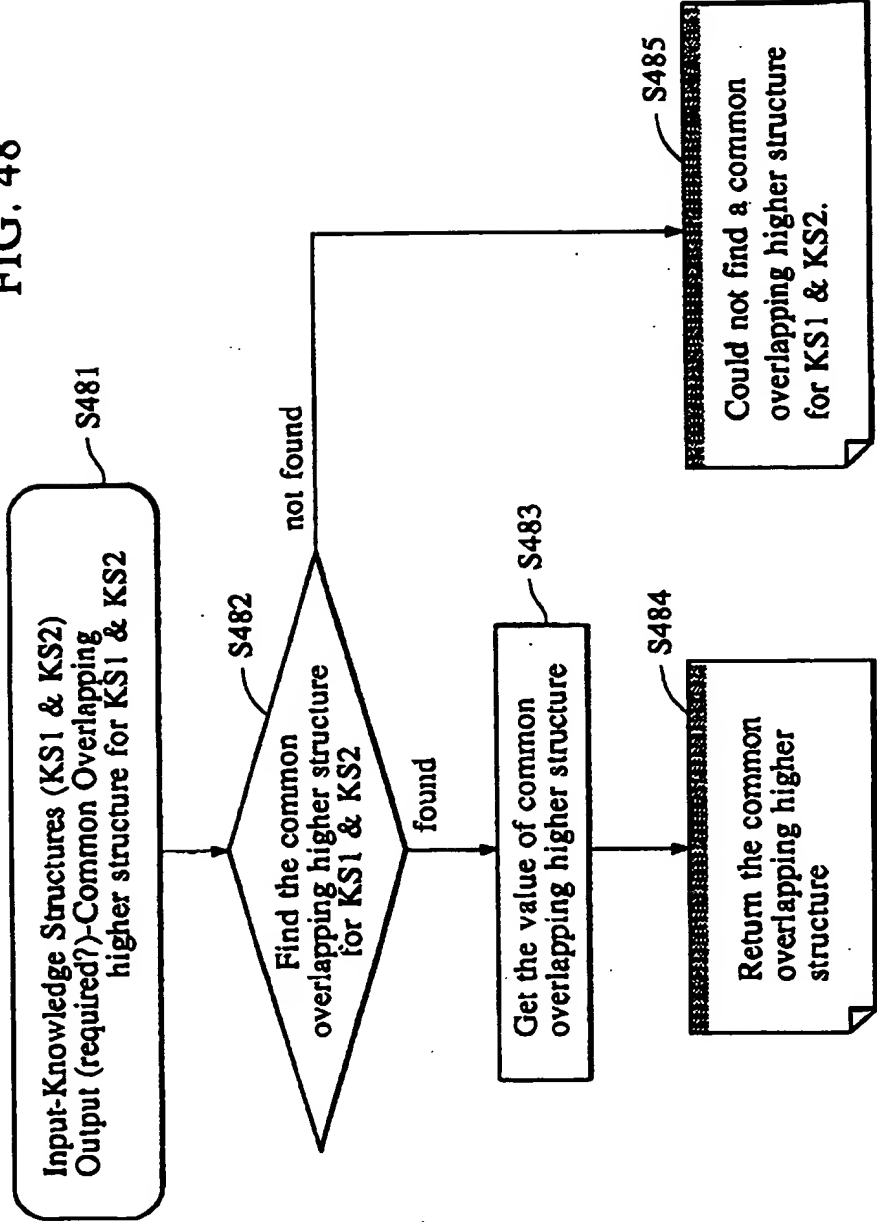 FIG. 48
Input-Knowledge Structures (KS1 & KS2)
Output (required?)-Common Overlapping
higher structure for KS1 & KS2
S481
Find the common
overlapping higher structure
for KS1 & KS2
S482
not found
found
Get the value of common
overlapping higher structure
S483
Return the common
overlapping higher
structure
S484
Could not find a common
overlapping higher structure
for KS1 & KS2.
S485